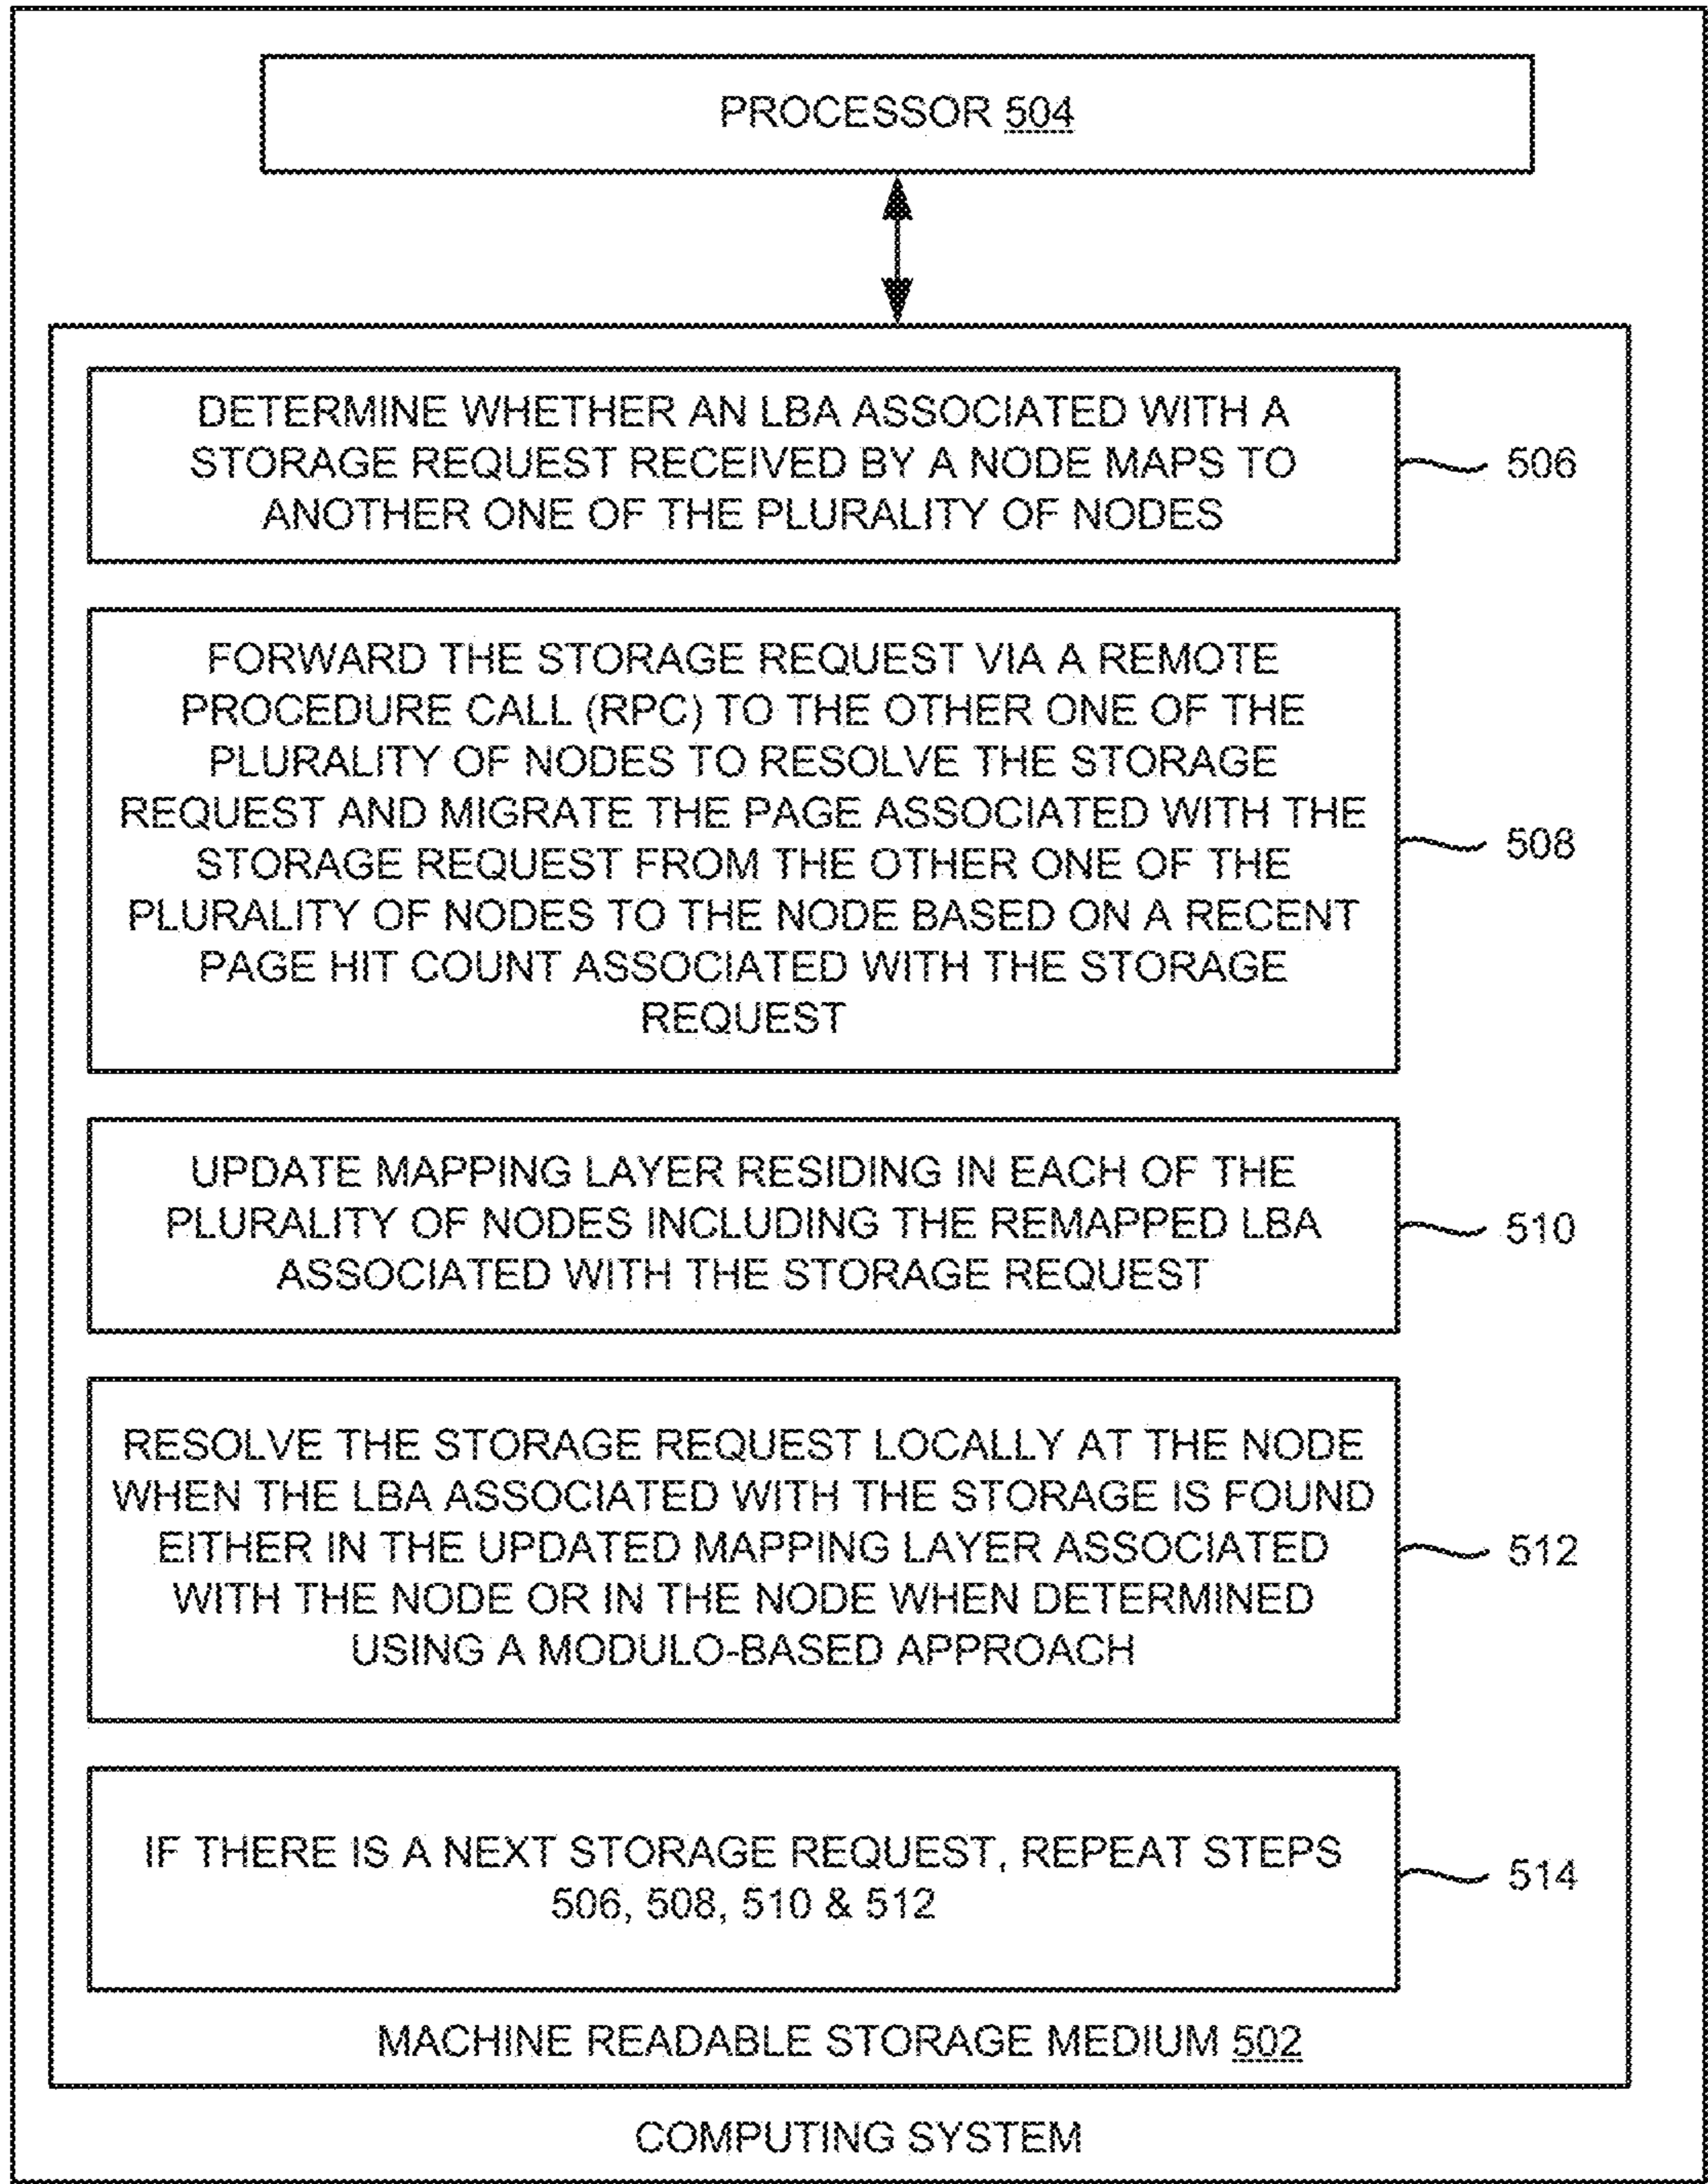 PROCESSOR 504
DETERMINE WHETHER AN LBA ASSOCIATED WITH A
STORAGE REQUEST RECEIVED BY A NODE MAPS TO
ANOTHER ONE OF THE PLURALITY OF NODES
506
FORWARD THE STORAGE REQUEST VIA A REMOTE
PROCEDURE CALL (RPC) TO THE OTHER ONE OF THE
PLURALITY OF NODES TO RESOLVE THE STORAGE
REQUEST AND MIGRATE THE PAGE ASSOCIATED WITH THE
STORAGE REQUEST FROM THE OTHER ONE OF THE
PLURALITY OF NODES TO THE NODE BASED ON A RECENT
PAGE HIT COUNT ASSOCIATED WITH THE STORAGE
REQUEST
508
UPDATE MAPPING LAYER RESIDING IN EACH OF THE
PLURALITY OF NODES INCLUDING THE REMAPPED LBA
ASSOCIATED WITH THE STORAGE REQUEST
510
RESOLVE THE STORAGE REQUEST LOCALLY AT THE NODE
WHEN THE LBA ASSOCIATED WITH THE STORAGE IS FOUND
EITHER IN THE UPDATED MAPPING LAYER ASSOCIATED
WITH THE NODE OR IN THE NODE WHEN DETERMINED
USING A MODULO-BASED APPROACH
512
IF THERE IS A NEXT STORAGE REQUEST, REPEAT STEPS
506, 508, 510 & 512
514
MACHINE READABLE STORAGE MEDIUM 502
COMPUTING SYSTEM